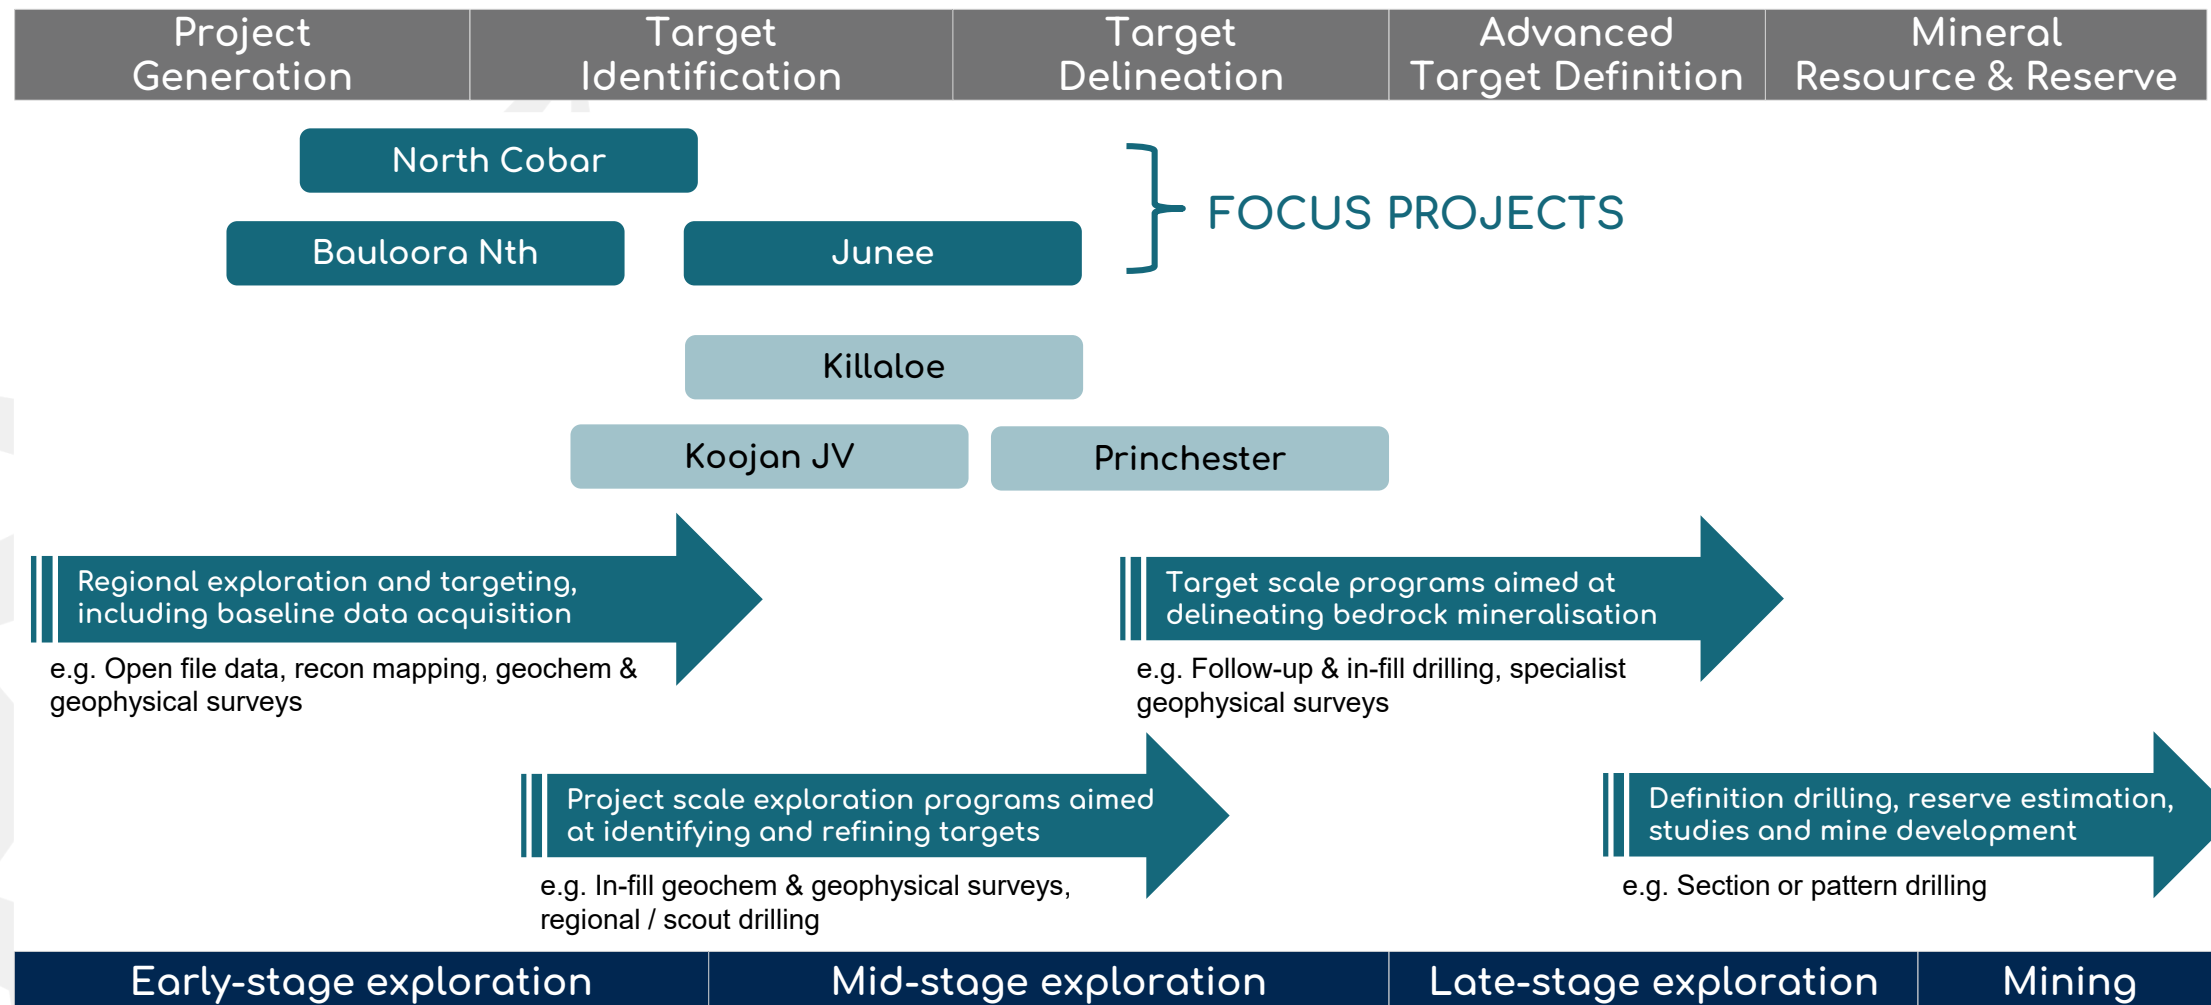 Project
Generation
Target
Identification
Target
Delineation
Advanced
Target Definition
Mineral
Resource & Reserve
North Cobar
FOCUS PROJECTS
Bauloora Nth
Junee
Killaloe
Koojan JV
Princhester
Regional exploration and targeting,
including baseline data acquisition
e.g. Open file data, recon mapping, geochem &
geophysical surveys
Target scale programs aimed at
delineating bedrock mineralisation
e.g. Follow-up & in-fill drilling, specialist
geophysical surveys
Project scale exploration programs aimed
at identifying and refining targets
e.g. In-fill geochem & geophysical surveys,
regional / scout drilling
Definition drilling, reserve estimation,
studies and mine development
e.g. Section or pattern drilling
Early-stage exploration
Mid-stage exploration
Late-stage exploration
Mining